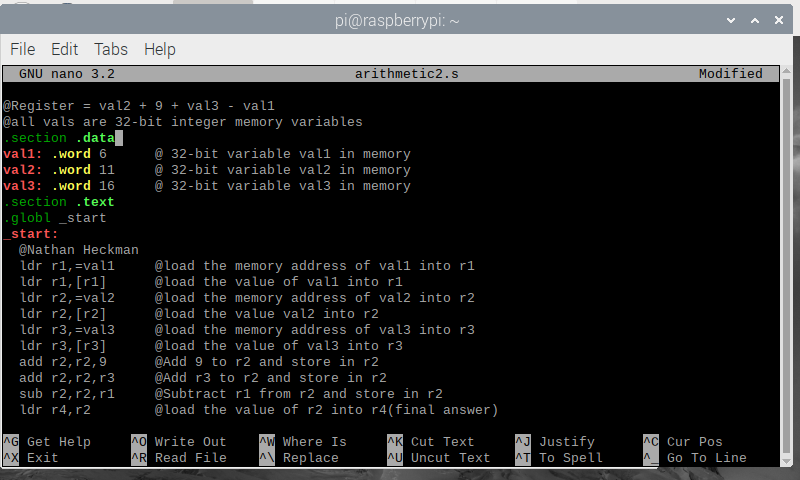 pi@raspberrypi: ~
File Edit Tabs Help
GNU nano 3.2 arithmetic2.s Modified
@Register = val2 + 9 + val3 - val1
@all vals are 32-bit integer memory variables
.section .data
val1: .word 6 @ 32-bit variable val1 in memory
val2: .word 11 @ 32-bit variable val2 in memory
val3: .word 16 @ 32-bit variable val3 in memory
.section .text
.globl _start
_start:
@Nathan Heckman
ldr r1,=val1 @load the memory address of val1 into r1
ldr r1,[r1] @load the value of val1 into r1
ldr r2,=val2 @load the memory address of val2 into r2
ldr r2,[r2] @load the value val2 into r2
ldr r3,=val3 @load the memory address of val3 into r3
ldr r3,[r3] @load the value of val3 into r3
add r2,r2,9 @Add 9 to r2 and store in r2
add r2,r2,r3 @Add r3 to r2 and store in r2
sub r2,r2,r1 @Subtract r1 from r2 and store in r2
ldr r4,r2 @load the value of r2 into r4(final answer)
^G Get Help ^O Write Out ^W Where Is ^K Cut Text ^J Justify ^C Cur Pos
^X Exit ^R Read File ^\ Replace ^U Uncut Text ^T To Spell ^_ Go To Line